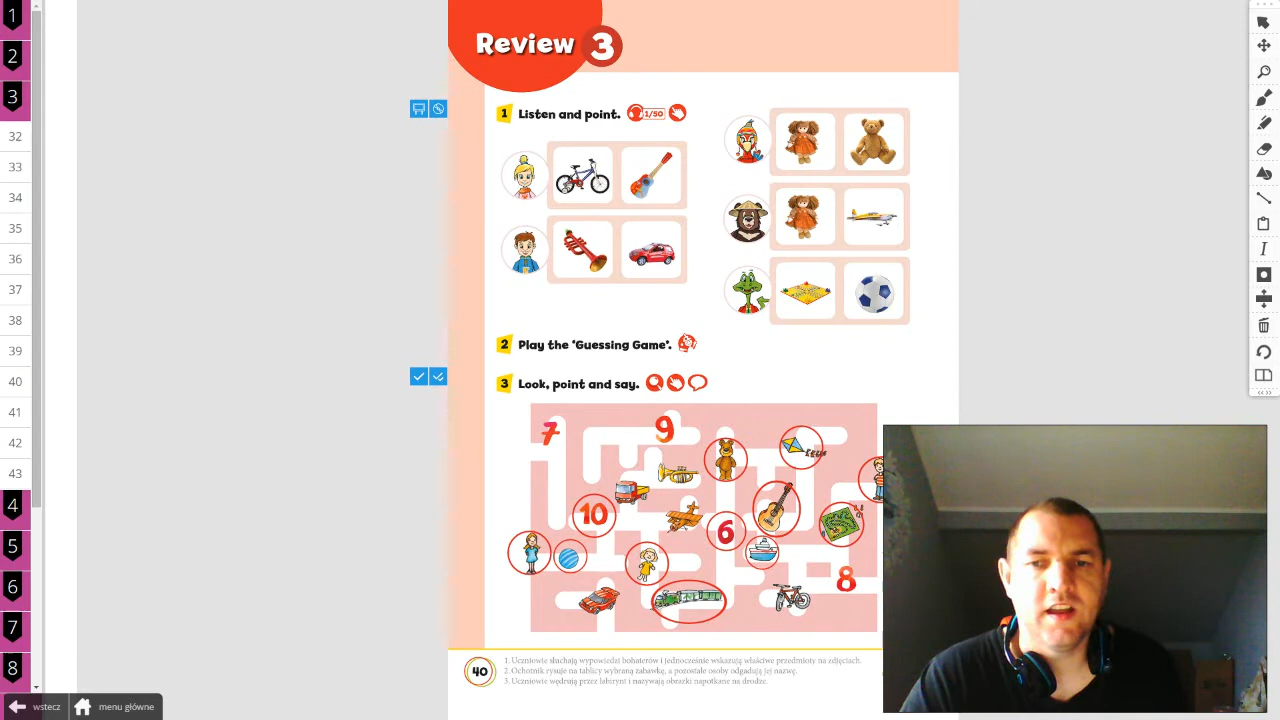 1
2
3
32
33
34
35
36
37
38
39
40
41
42
43
4
5
6
7
8
wstecz
menu główne
Review 3
1 Listen and point. 1/50
2 Play the 'Guessing Game'.
3 Look, point and say.
7
9
10
6
8
40
1. Uczniowie słuchają wypowiedzi bohaterów i jednocześnie wskazują właściwe przedmioty na zdjęciach.
2. Ochotnik rysuje na tablicy wybraną zabawkę, a pozostałe osoby odgadują jej nazwę.
3. Uczniowie wędrują przez labirynt i nazywają obrazki napotkane na drodze.